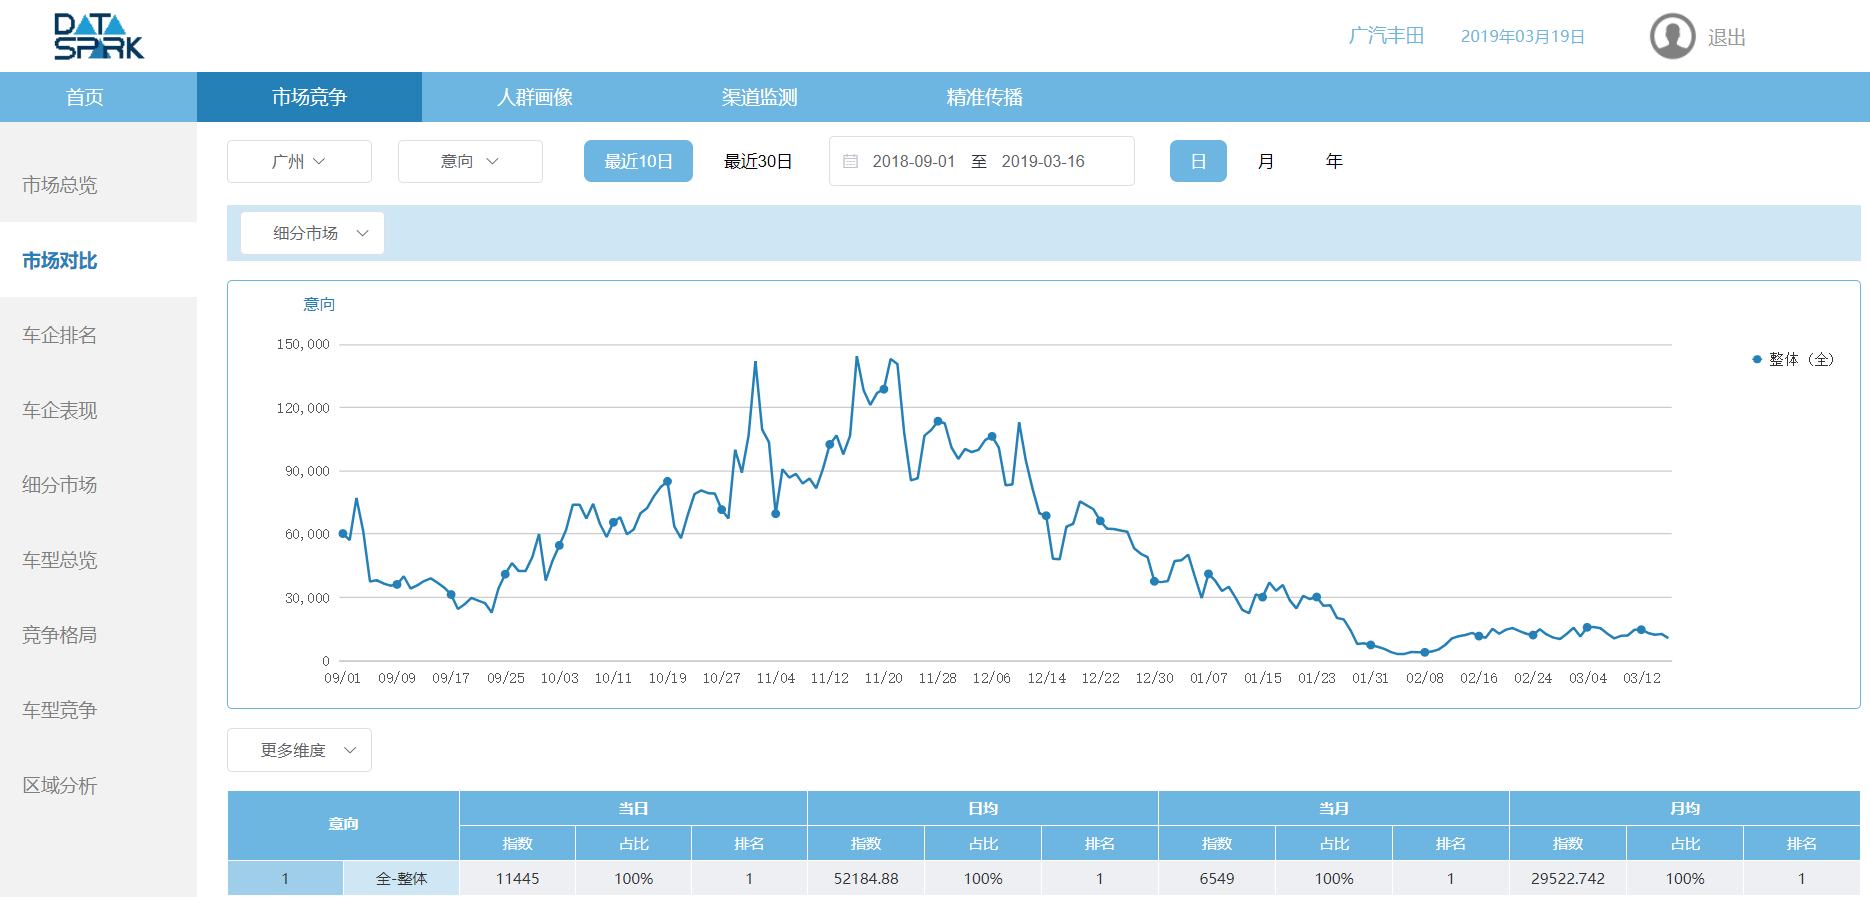 DATA SPARK
广汽丰田 2019年03月19日 退出
首页 市场竞争 人群画像 渠道监测 精准传播
广州 意向 最近10日 最近30日 2018-09-01 至 2019-03-16 日 月 年
市场总览
市场对比
车企排名
车企表现
细分市场
车型总览
竞争格局
车型竞争
区域分析
细分市场
意向
150,000
120,000
90,000
60,000
30,000
0
整体（全）
09/01 09/09 09/17 09/25 10/03 10/11 10/19 10/27 11/04 11/12 11/20 11/28 12/06 12/14 12/22 12/30 01/07 01/15 01/23 01/31 02/08 02/16 02/24 03/04 03/12
更多维度
意向 当日 日均 当月 月均
指数 占比 排名 指数 占比 排名 指数 占比 排名 指数 占比 排名
1 全-整体 11445 100% 1 52184.88 100% 1 6549 100% 1 29522.742 100% 1